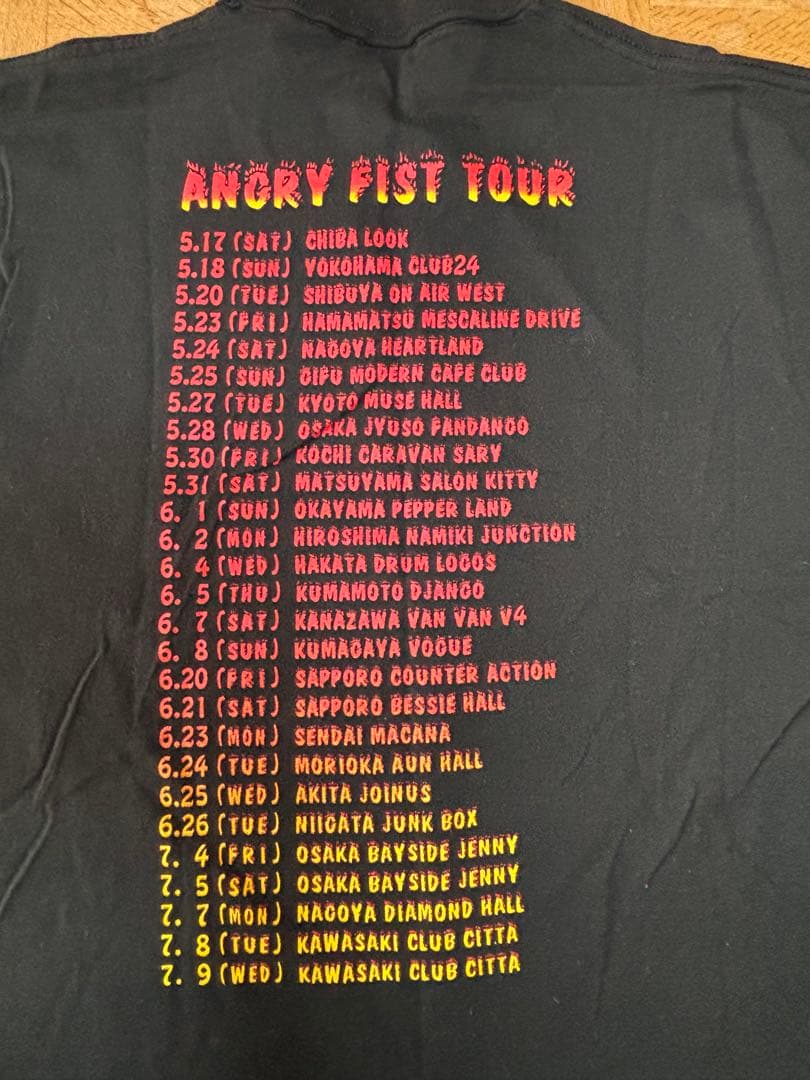 ANGRY FIST TOUR
5.17 (SAT) CHIBA LOOK
5.18 (SUN) YOKOHAMA CLUB24
5.20 (TUE) SHIBUYA ON AIR WEST
5.23 (FRI) HAMAMATSU MESCALINE DRIVE
5.24 (SAT) NAGOYA HEARTLAND
5.25 (SUN) GIFU MODERN CAFE CLUB
5.27 (TUE) KYOTO MUSE HALL
5.28 (WED) OSAKA JYUSO FANDANGO
5.30 (FRI) KOCHI CARAVAN SARY
5.31 (SAT) MATSUYAMA SALON KITTY
6. 1 (SUN) OKAYAMA PEPPER LAND
6. 2 (MON) HIROSHIMA NAMIKI JUNCTION
6. 4 (WED) HAKATA DRUM LOGOS
6. 5 (THU) KUMAMOTO DJANGO
6. 7 (SAT) KANAZAWA VAN VAN V4
6. 8 (SUN) KUMAGAYA VOGUE
6.20 (FRI) SAPPORO COUNTER ACTION
6.21 (SAT) SAPPORO BESSIE HALL
6.23 (MON) SENDAI MACANA
6.24 (TUE) MORIOKA AUN HALL
6.25 (WED) AKITA JOINUS
6.26 (TUE) NIIGATA JUNK BOX
7. 4 (FRI) OSAKA BAYSIDE JENNY
7. 5 (SAT) OSAKA BAYSIDE JENNY
7. 7 (MON) NAGOYA DIAMOND HALL
7. 8 (TUE) KAWASAKI CLUB CITTA
7. 9 (WED) KAWASAKI CLUB CITTA